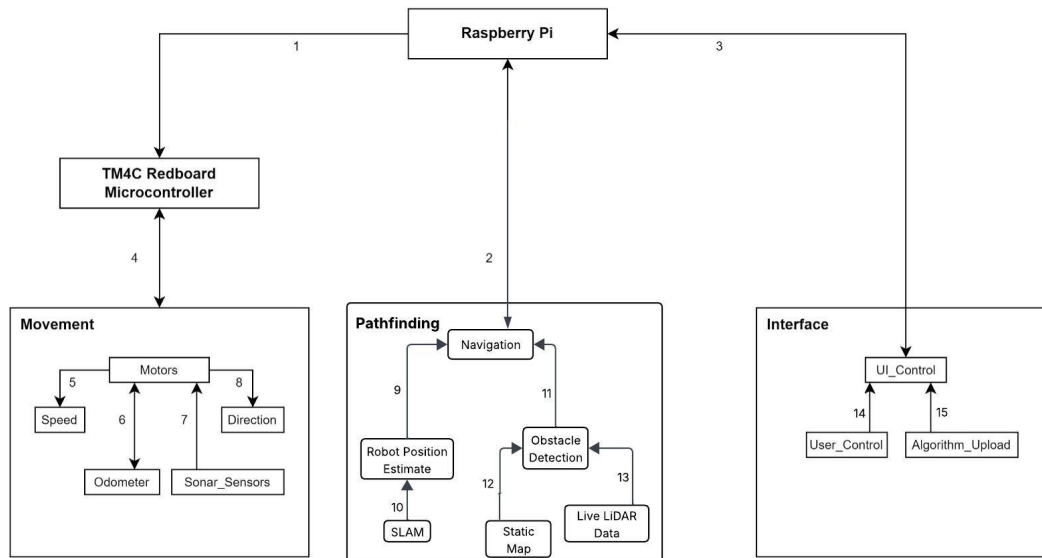 Raspberry Pi
1
3
TM4C Redboard
Microcontroller
4
2
Movement
Motors
5
8
Speed
6
7
Direction
Odometer
Sonar_Sensors
Pathfinding
Navigation
9
11
Robot Position
Estimate
Obstacle
Detection
10
12
13
SLAM
Static
Map
Live LiDAR
Data
Interface
UI_Control
14
15
User_Control
Algorithm_Upload